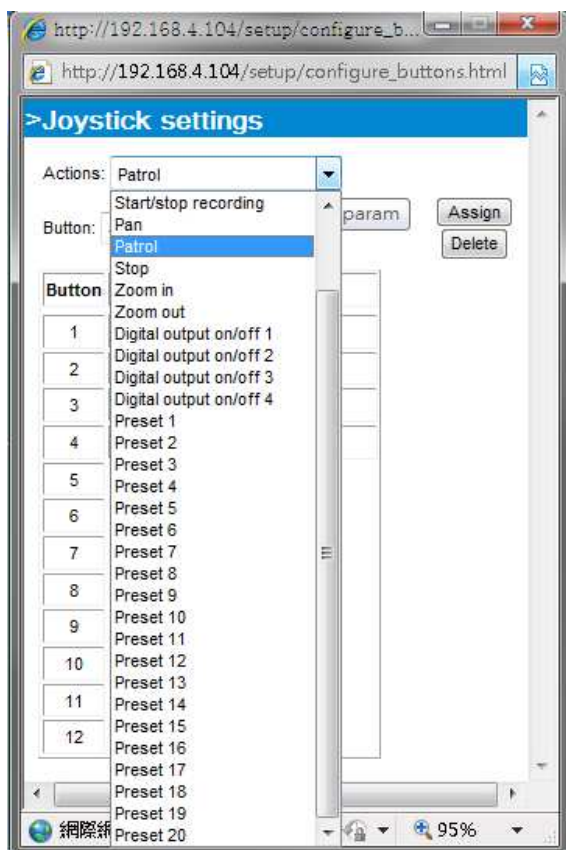 http://192.168.4.104/setup/configure_b...
http://192.168.4.104/setup/configure_buttons.html
>Joystick settings
Actions: Patrol
Button: param Assign
Delete
Start/stop recording
Pan
Patrol
Stop
Zoom in
Zoom out
Digital output on/off 1
Digital output on/off 2
Digital output on/off 3
Digital output on/off 4
Preset 1
Preset 2
Preset 3
Preset 4
Preset 5
Preset 6
Preset 7
Preset 8
Preset 9
Preset 10
Preset 11
Preset 12
Preset 13
Preset 14
Preset 15
Preset 16
Preset 17
Preset 18
Preset 19
Preset 20
Button
1
2
3
4
5
6
7
8
9
10
11
12
網際網 95%